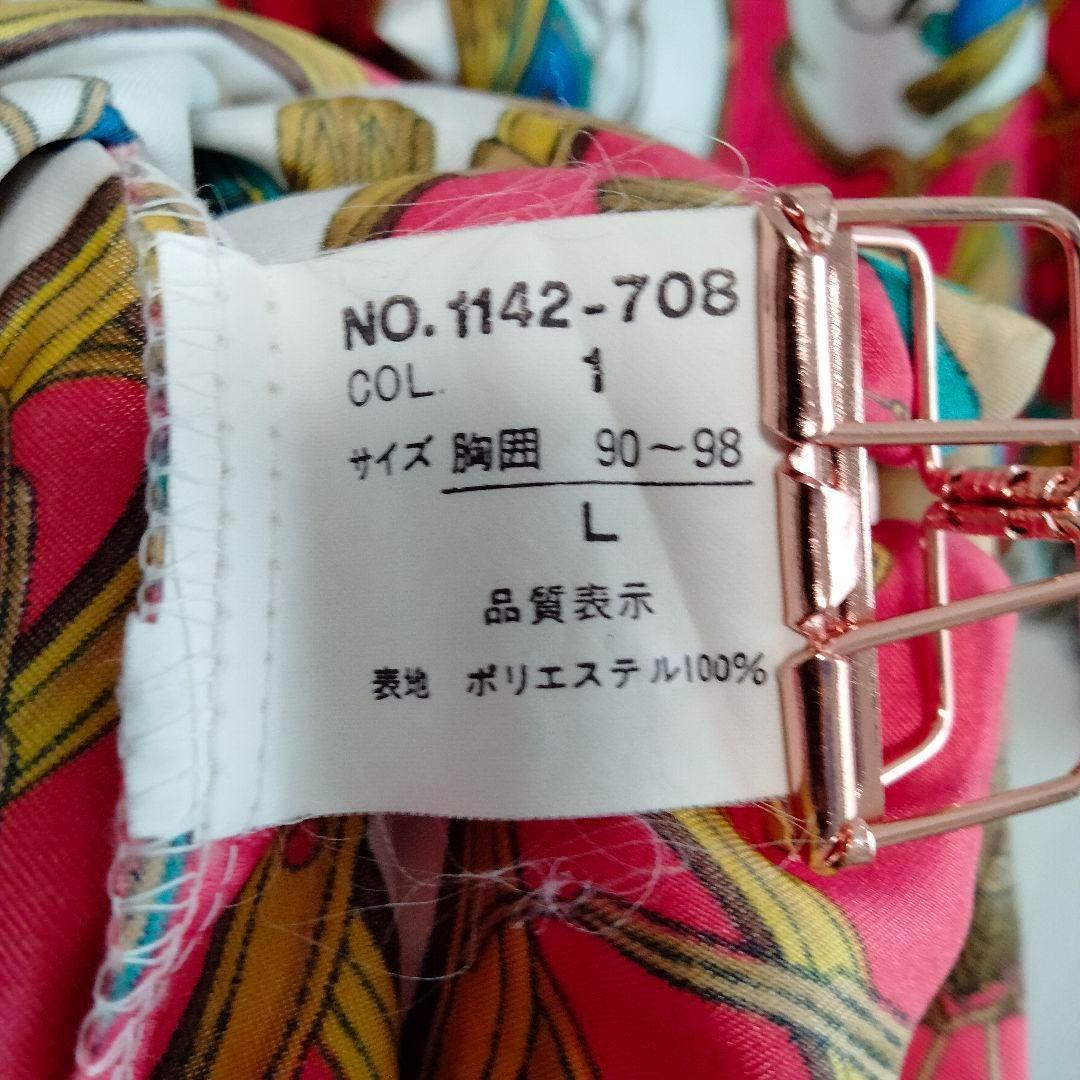 NO. 1142-708
COL. 1
サイズ 胸囲 90～98
L
品質表示
表地 ポリエステル100%